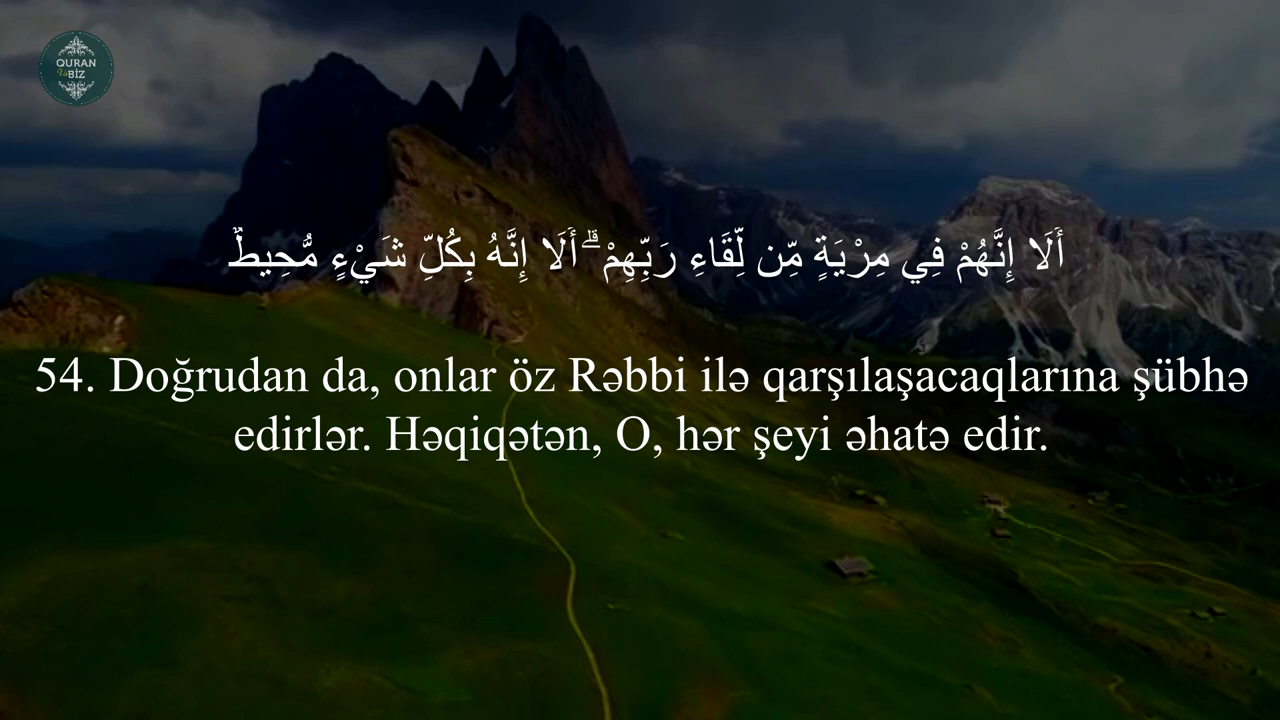 QURAN
Və BİZ
أَلَا إِنَّهُمْ فِي مِرْيَةٍ مِّن لِّقَاءِ رَبِّهِمْ ۗ أَلَا إِنَّهُ بِكُلِّ شَيْءٍ مُّحِيطٌ
54. Doğrudan da, onlar öz Rəbbi ilə qarşılaşacaqlarına şübhə
edirlər. Həqiqətən, O, hər şeyi əhatə edir.